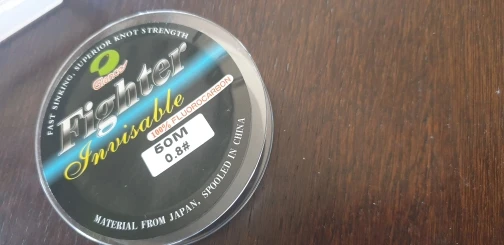 FAST SINKING, SUPERIOR KNOT STRENGTH
Fighter
Invisable
100% FLUOROCARBON
50M
0.8#
MATERIAL FROM JAPAN, SPOOLED IN CHINA